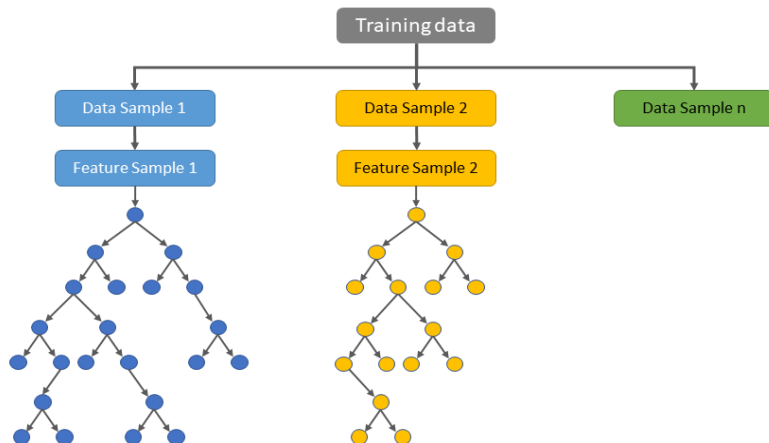 Training data
Data Sample 1
Data Sample 2
Data Sample n
Feature Sample 1
Feature Sample 2